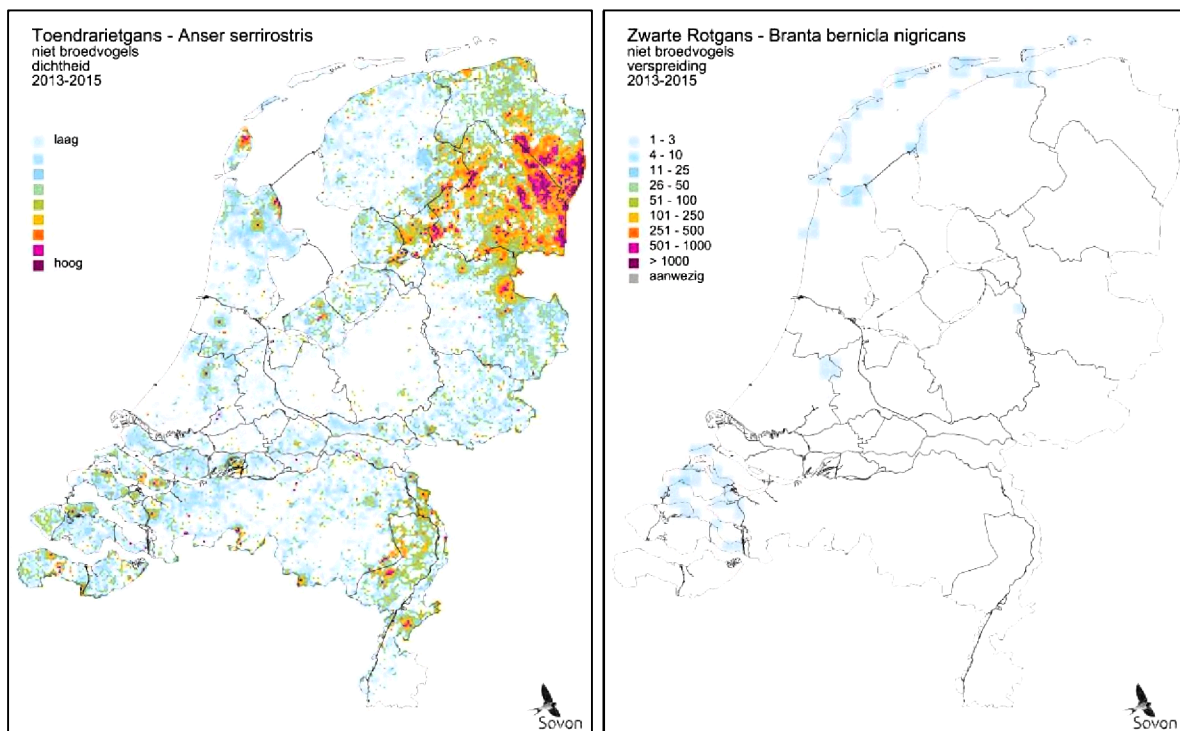 Toendrarietgans - Anser serrirostris
niet broedvogels
dichtheid
2013-2015
laag
hoog
Sovon
Zwarte Rotgans - Branta bernicla nigricans
niet broedvogels
verspreiding
2013-2015
1 - 3
4 - 10
11 - 25
26 - 50
51 - 100
101 - 250
251 - 500
501 - 1000
> 1000
aanwezig
Sovon